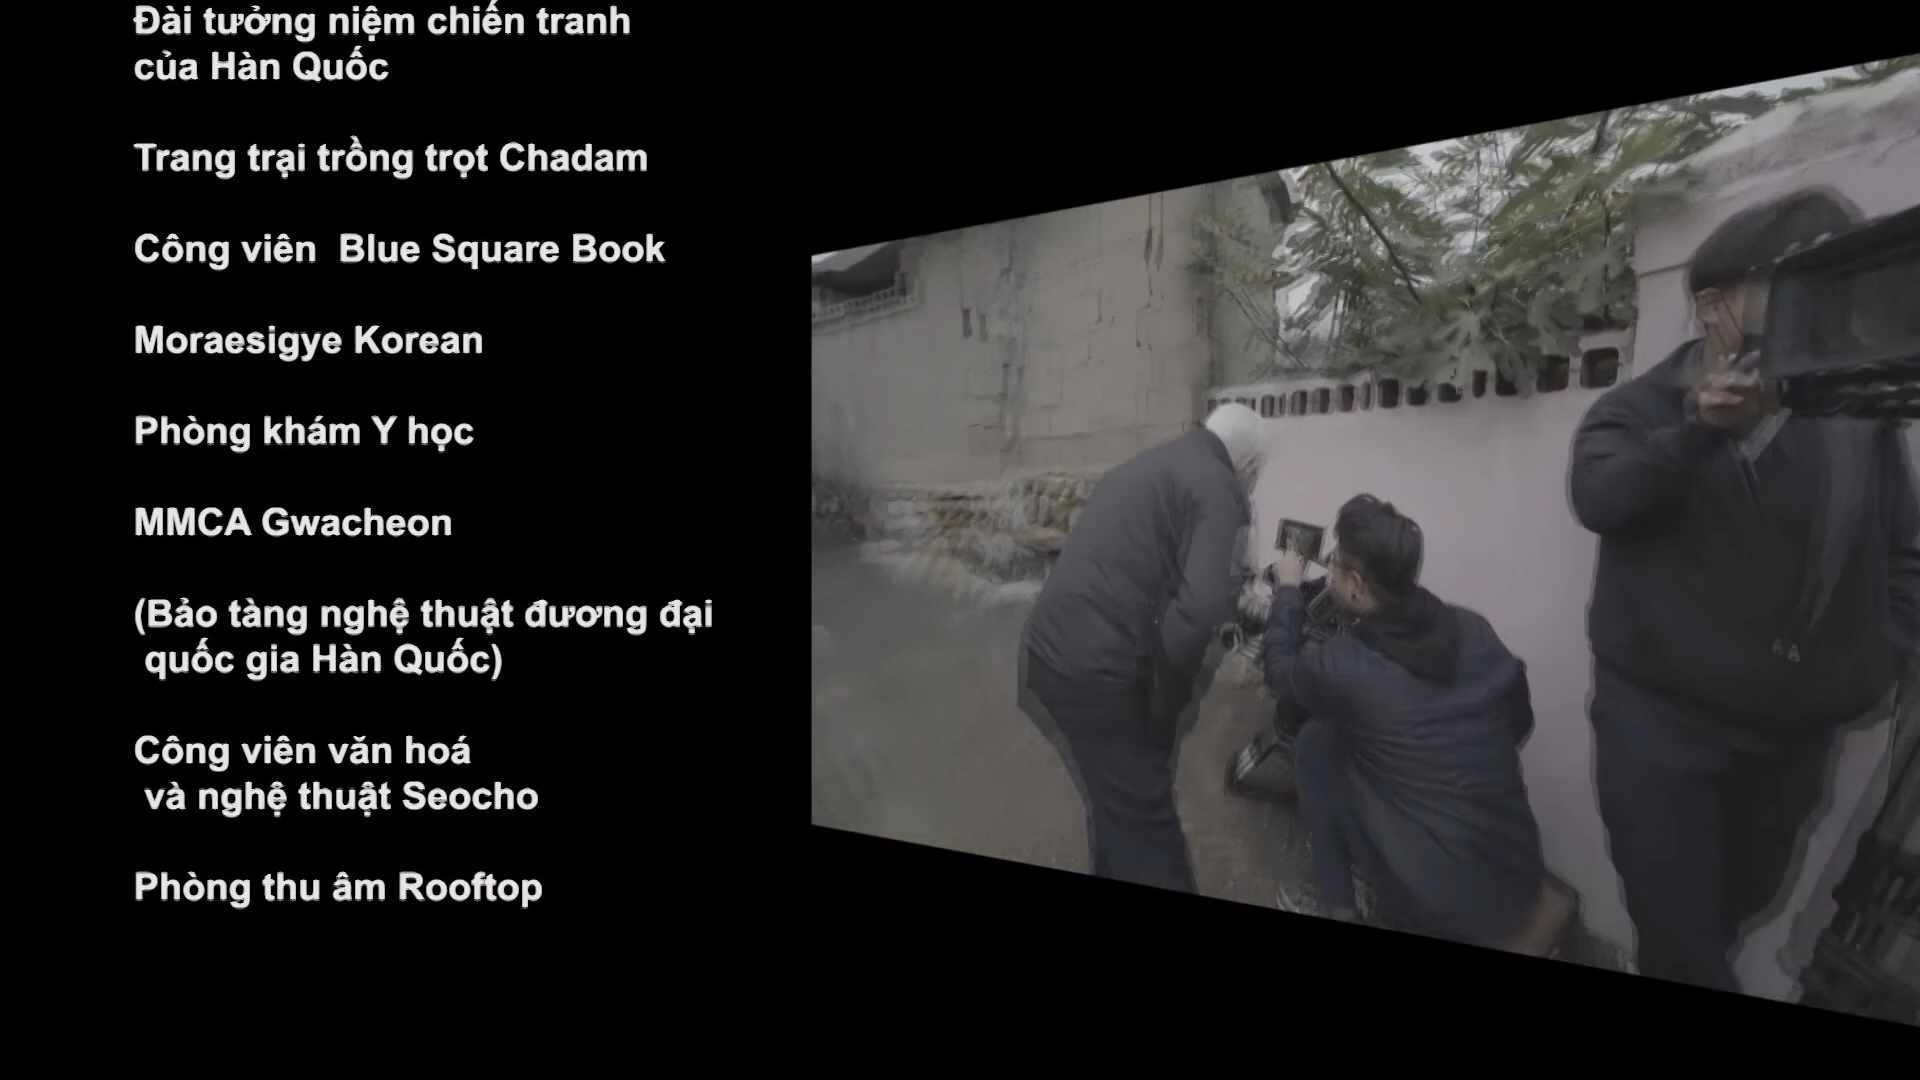 Đài tưởng niệm chiến tranh
của Hàn Quốc
Trang trại trồng trọt Chadam
Công viên  Blue Square Book
Moraesigye Korean
Phòng khám Y học
MMCA Gwacheon
(Bảo tàng nghệ thuật đương đại
quốc gia Hàn Quốc)
Công viên văn hoá
và nghệ thuật Seocho
Phòng thu âm Rooftop